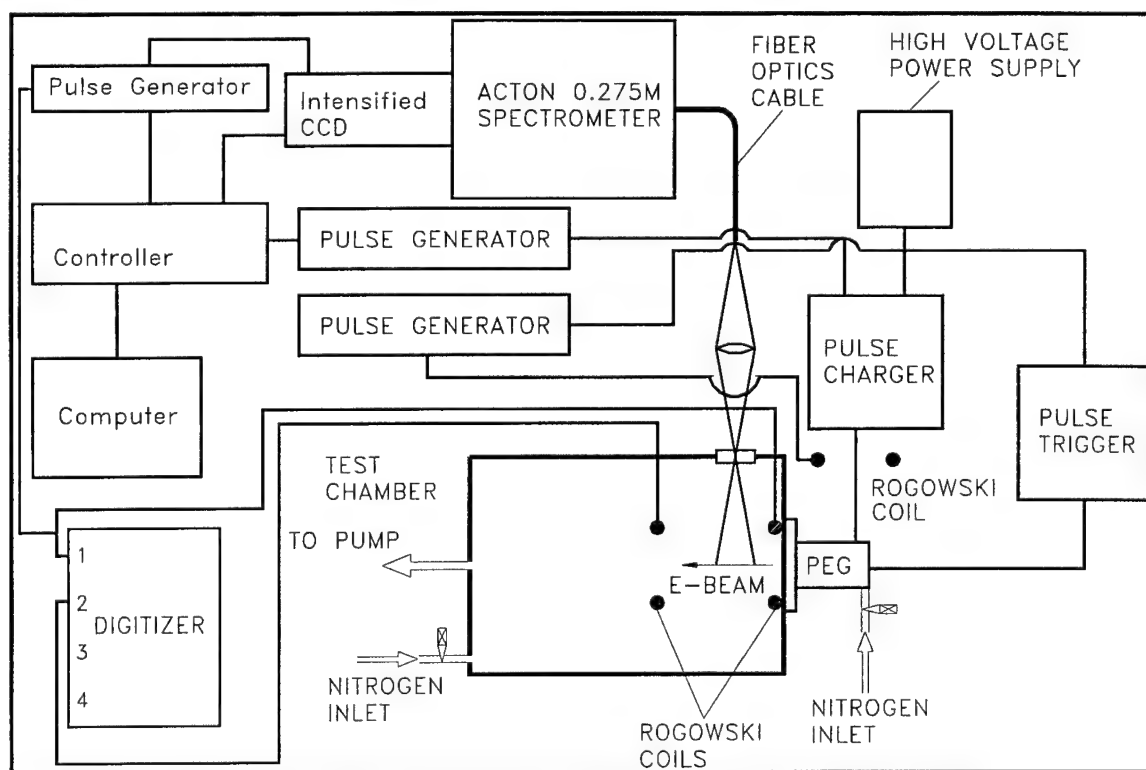 Pulse Generator
Intensified
CCD
ACTON 0.275M
SPECTROMETER
FIBER
OPTICS
CABLE
HIGH VOLTAGE
POWER SUPPLY
Controller
PULSE GENERATOR
PULSE GENERATOR
PULSE
CHARGER
Computer
PULSE
TRIGGER
TEST
CHAMBER
ROGOWSKI
COIL
TO PUMP
E-BEAM
PEG
1
2
DIGITIZER
3
4
NITROGEN
INLET
ROGOWSKI
COILS
NITROGEN
INLET